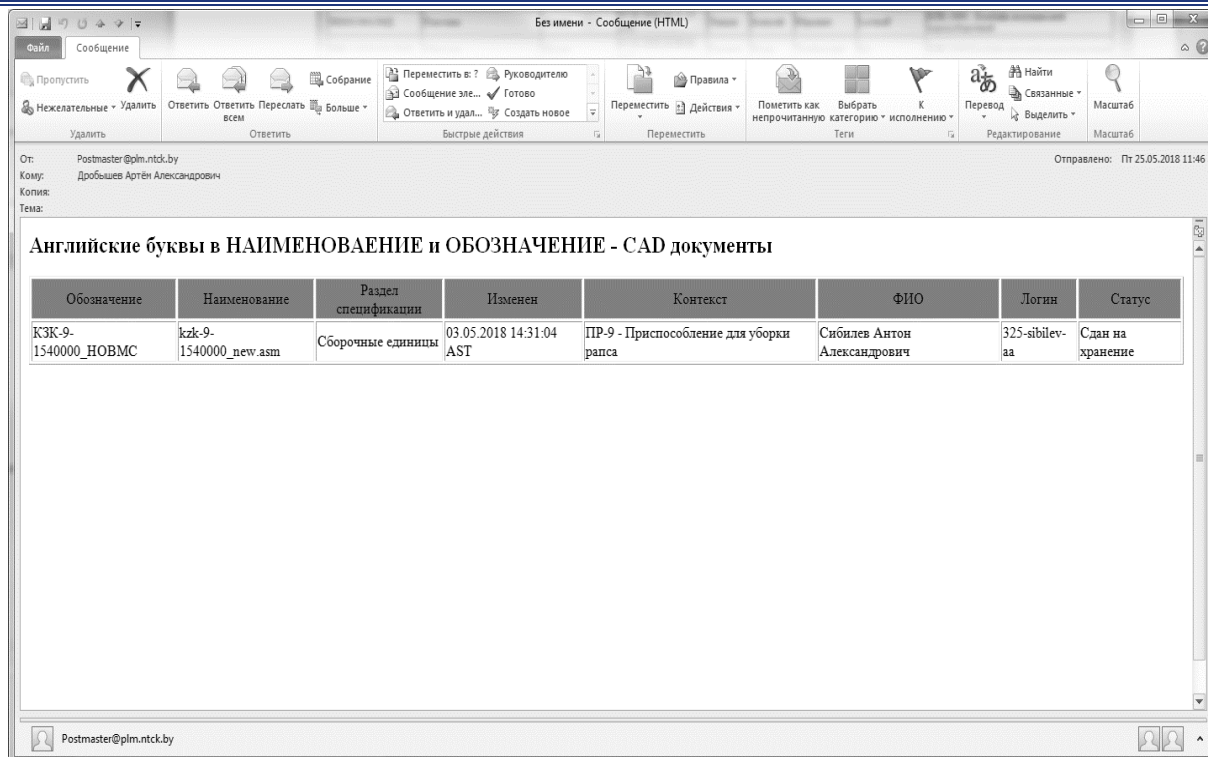 Без имени - Сообщение (HTML)
Файл Сообщение
Пропустить
Нежелательные
Удалить
Удалить
Ответить Ответить всем Переслать
Собрание
Больше
Ответить
Переместить в: ? Руководителю
Сообщение эле... Готово
Ответить и удал... Создать новое
Быстрые действия
Переместить
Правила
Действия
Переместить
Пометить как непрочитанную
Выбрать категорию
К исполнению
Теги
Перевод
Найти
Связанные
Выделить
Редактирование
Масштаб
Масштаб
От: Postmaster@plm.ntck.by
Отправлено: Пт 25.05.2018 11:46
Кому: Дробышев Артён Александрович
Копия:
Тема:
Английские буквы в НАИМЕНОВАЕНИЕ и ОБОЗНАЧЕНИЕ - CAD документы
Обозначение Наименование Раздел спецификации Изменен Контекст ФИО Логин Статус
КЗК-9-1540000_НОВМС kzk-9-1540000_new.asm Сборочные единицы 03.05.2018 14:31:04 AST ПР-9 - Приспособление для уборки рапса Сибилев Антон Александрович 325-sibilev-aa Сдан на хранение
Postmaster@plm.ntck.by